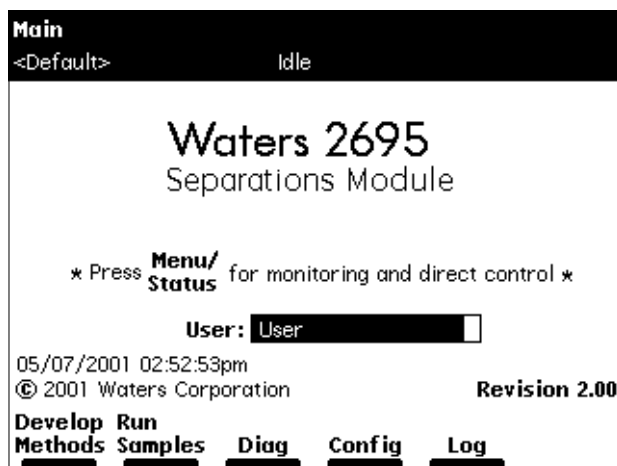 Main
<Default> Idle
Waters 2695
Separations Module
* Press Menu/ Status for monitoring and direct control *
User: User
05/07/2001 02:52:53pm
© 2001 Waters Corporation Revision 2.00
Develop Methods Run Samples Diag Config Log